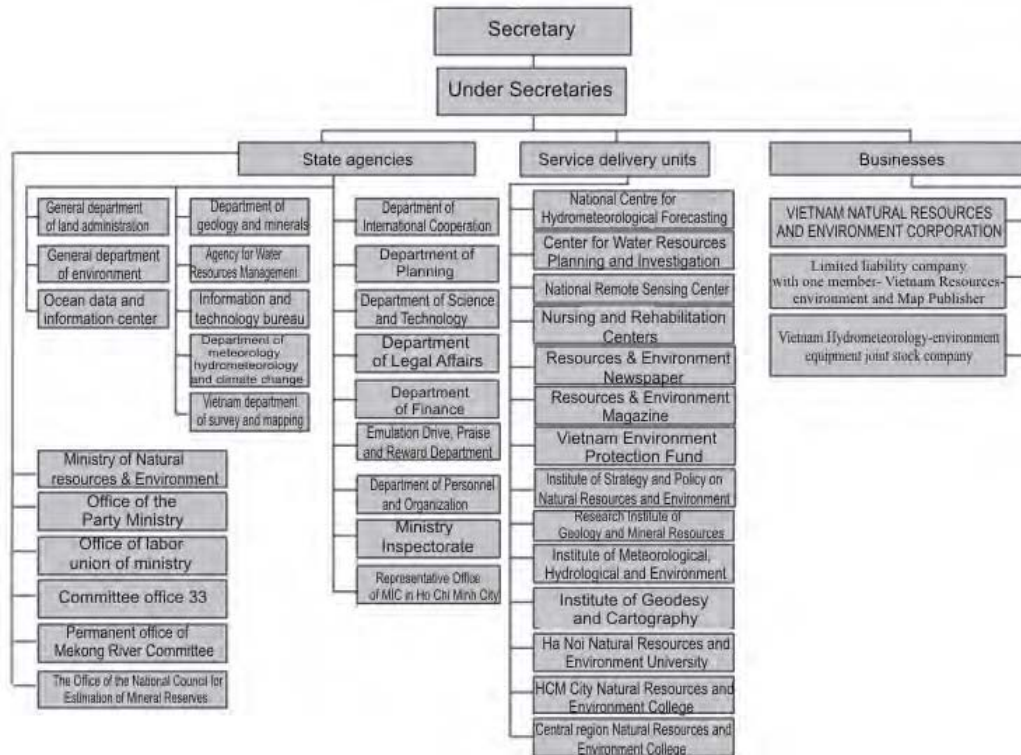 Secretary
Under Secretaries
State agencies
Service delivery units
Businesses
General department
of land administration
General department
of environment
Ocean data and
information center
Department of
geology and minerals
Agency for Water
Resources Management
Information and
technology bureau
Department of
meteorology
hydrometeorology
and climate change
Vietnam department
of survey and mapping
Department of
International Cooperation
Department of
Planning
Department of Science
and Technology
Department
of Legal Affairs
Department
of Finance
Emulation Drive, Praise
and Reward Department
Department of Personnel
and Organization
Ministry
Inspectorate
Representative Office
of MIC in Ho Chi Minh City
Ministry of Natural
resources & Environment
Office of the
Party Ministry
Office of labor
union of ministry
Committee office 33
Permanent office of
Mekong River Committee
The Office of the National Council for
Estimation of Mineral Reserves
National Centre for
Hydrometeorological Forecasting
Center for Water Resources
Planning and Investigation
National Remote Sensing Center
Nursing and Rehabilitation
Centers
Resources & Environment
Newspaper
Resources & Environment
Magazine
Vietnam Environment
Protection Fund
Institute of Strategy and Policy on
Natural Resources and Environment
Research Institute of
Geology and Mineral Resources
Institute of Meteorological,
Hydrological and Environment
Institute of Geodesy
and Cartography
Ha Noi Natural Resources and
Environment University
HCM City Natural Resources and
Environment College
Central region Natural Resources and
Environment College
VIETNAM NATURAL RESOURCES
AND ENVIRONMENT CORPORATION
Limited liability company
with one member- Vietnam Resources-
environment and Map Publisher
Vietnam Hydrometeorology-environment
equipment joint stock company